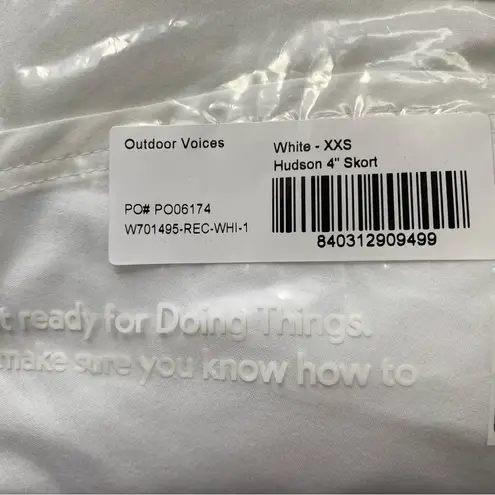 Outdoor Voices
White - XXS
Hudson 4" Skort
PO# PO06174
W701495-REC-WHI-1
840312909499
t ready for Doing Things.
make sure you know how to